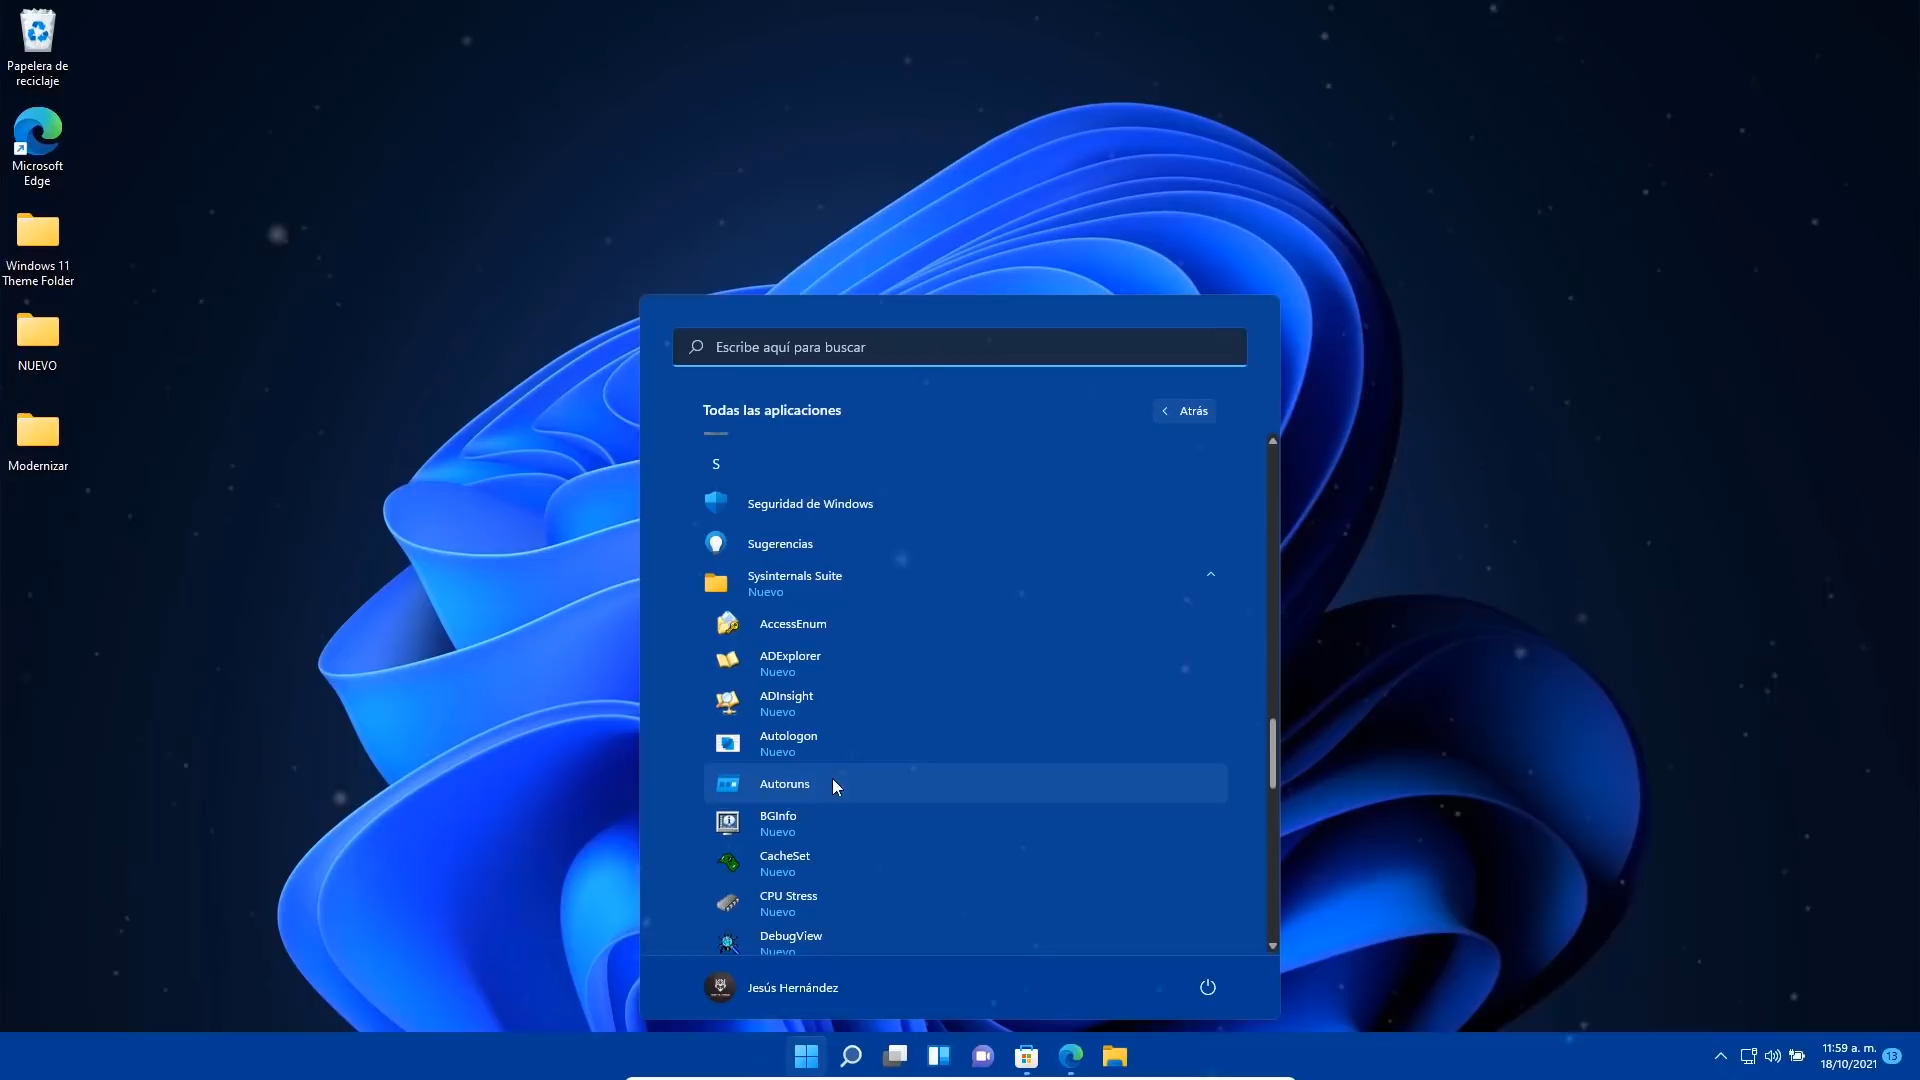 Papelera de
reciclaje
Microsoft
Edge
Windows 11
Theme Folder
NUEVO
Modernizar
Escribe aquí para buscar
Todas las aplicaciones
Atrás
S
Seguridad de Windows
Sugerencias
Sysinternals Suite
Nuevo
AccessEnum
ADExplorer
Nuevo
ADInsight
Nuevo
Autologon
Nuevo
Autoruns
BGInfo
Nuevo
CacheSet
Nuevo
CPU Stress
Nuevo
DebugView
Nuevo
Jesús Hernández
11:59 a. m.
18/10/2021
13